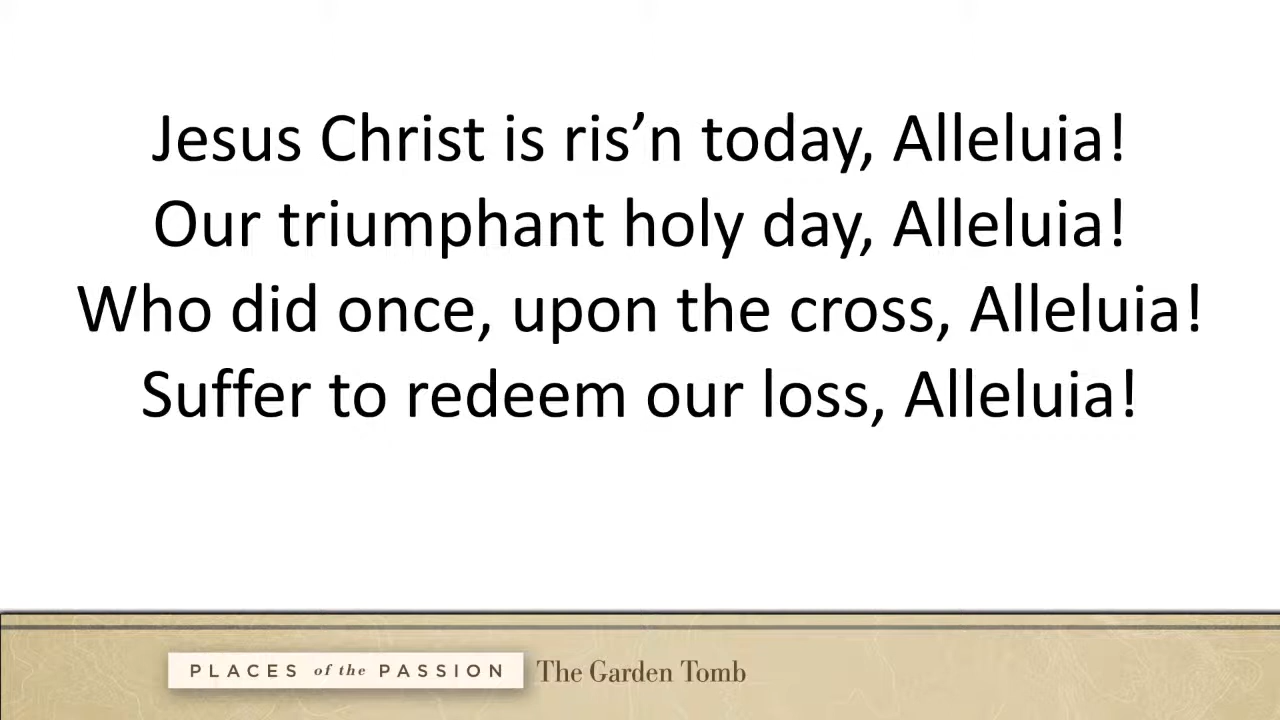 Jesus Christ is ris’n today, Alleluia!
Our triumphant holy day, Alleluia!
Who did once, upon the cross, Alleluia!
Suffer to redeem our loss, Alleluia!
PLACES of the PASSION The Garden Tomb